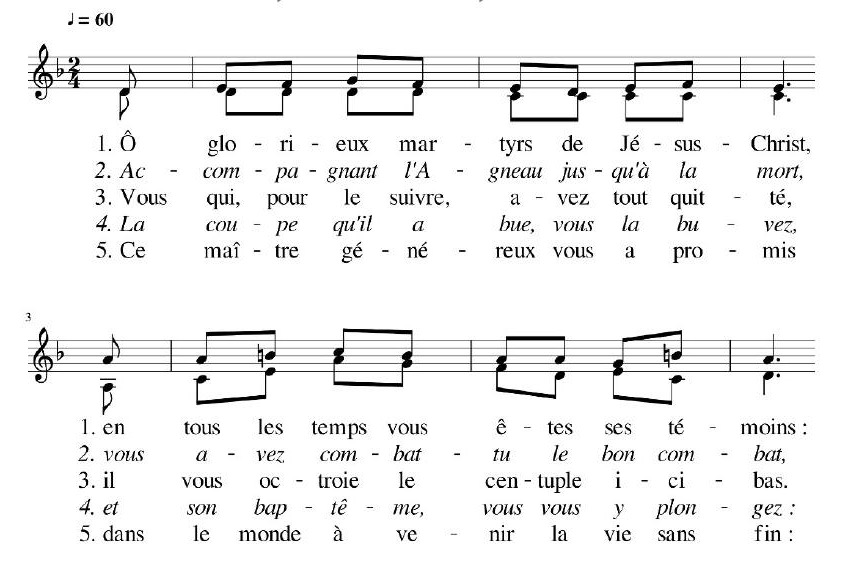 ♩ = 60
2/4
1. Ô glo - ri - eux mar - tyrs de Jé - sus - Christ,
2. Ac - com - pa - gnant l'A - gneau jus - qu'à la mort,
3. Vous qui, pour le suivre, a - vez tout quit - té,
4. La cou - pe qu'il a bue, vous la bu - vez,
5. Ce maî - tre gé - né - reux vous a pro - mis
3
1. en tous les temps vous ê - tes ses té - moins :
2. vous a - vez com - bat - tu le bon com - bat,
3. il vous oc - troie le cen - tuple i - ci - bas.
4. et son bap - tê - me, vous vous y plon - gez :
5. dans le monde à ve - nir la vie sans fin :